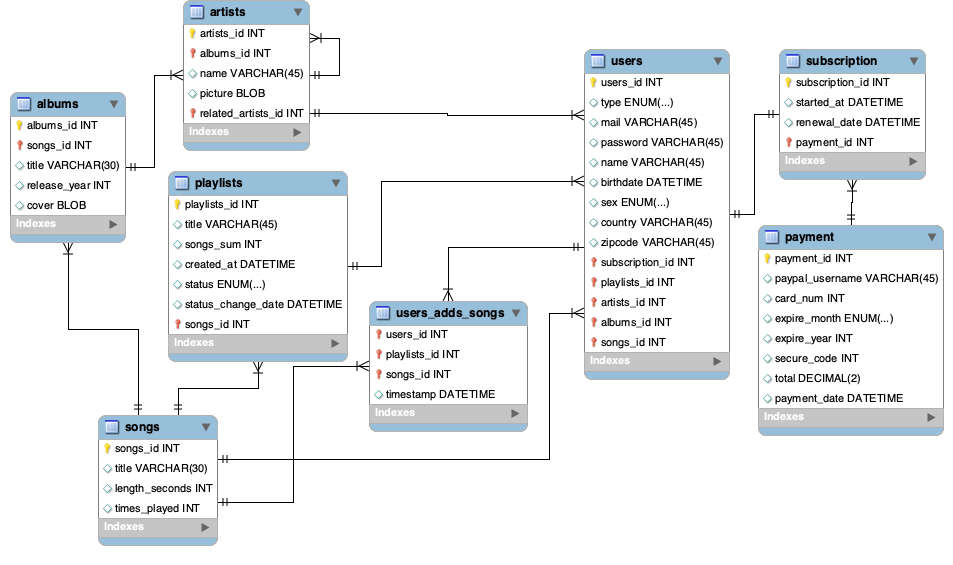 artists
artists_id INT
albums_id INT
name VARCHAR(45)
picture BLOB
related_artists_id INT
Indexes
users
users_id INT
type ENUM(...)
mail VARCHAR(45)
password VARCHAR(45)
name VARCHAR(45)
birthdate DATETIME
sex ENUM(...)
country VARCHAR(45)
zipcode VARCHAR(45)
subscription_id INT
playlists_id INT
artists_id INT
albums_id INT
songs_id INT
Indexes
subscription
subscription_id INT
started_at DATETIME
renewal_date DATETIME
payment_id INT
Indexes
albums
albums_id INT
songs_id INT
title VARCHAR(30)
release_year INT
cover BLOB
Indexes
playlists
playlists_id INT
title VARCHAR(45)
songs_sum INT
created_at DATETIME
status ENUM(...)
status_change_date DATETIME
songs_id INT
Indexes
payment
payment_id INT
paypal_username VARCHAR(45)
card_num INT
expire_month ENUM(...)
expire_year INT
secure_code INT
total DECIMAL(2)
payment_date DATETIME
Indexes
users_adds_songs
users_id INT
playlists_id INT
songs_id INT
timestamp DATETIME
Indexes
songs
songs_id INT
title VARCHAR(30)
length_seconds INT
times_played INT
Indexes